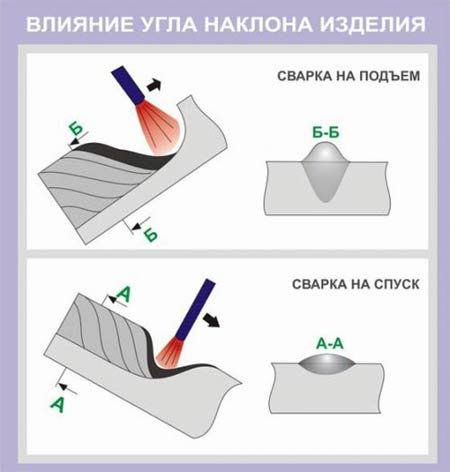 ВЛИЯНИЕ УГЛА НАКЛОНА ИЗДЕЛИЯ
СВАРКА НА ПОДЪЕМ
Б
Б-Б
Б
СВАРКА НА СПУСК
А
А-А
А